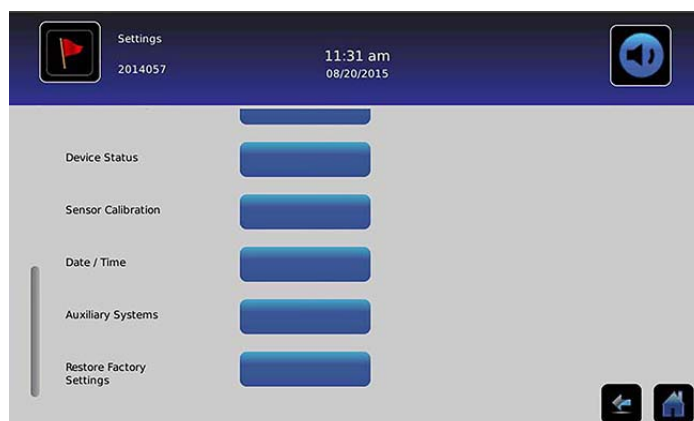 Settings
2014057
11:31 am
08/20/2015
Device Status
Sensor Calibration
Date / Time
Auxiliary Systems
Restore Factory
Settings